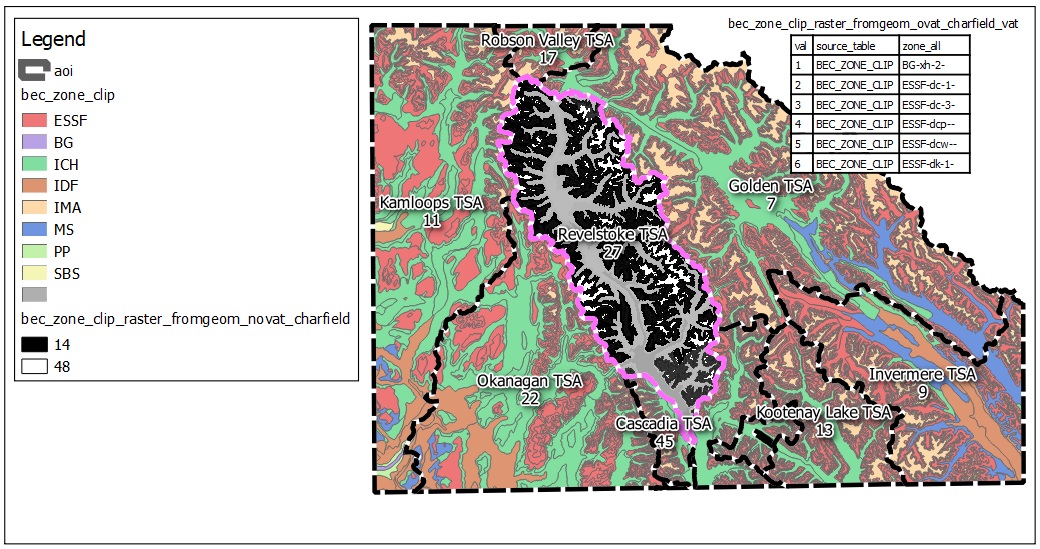 Legend
aoi
bec_zone_clip
ESSF
BG
ICH
IDF
IMA
MS
PP
SBS
bec_zone_clip_raster_fromgeom_novat_charfield
14
48
bec_zone_clip_raster_fromgeom_ovat_charfield_vat
val source_table zone_all
1 BEC_ZONE_CLIP BG-xh-2-
2 BEC_ZONE_CLIP ESSF-dc-1-
3 BEC_ZONE_CLIP ESSF-dc-3-
4 BEC_ZONE_CLIP ESSF-dcp--
5 BEC_ZONE_CLIP ESSF-dcw--
6 BEC_ZONE_CLIP ESSF-dk-1-
Robson Valley TSA
17
Golden TSA
7
Kamloops TSA
11
Revelstoke TSA
27
Invermere TSA
9
Okanagan TSA
22
Kootenay Lake TSA
13
Cascadia TSA
45